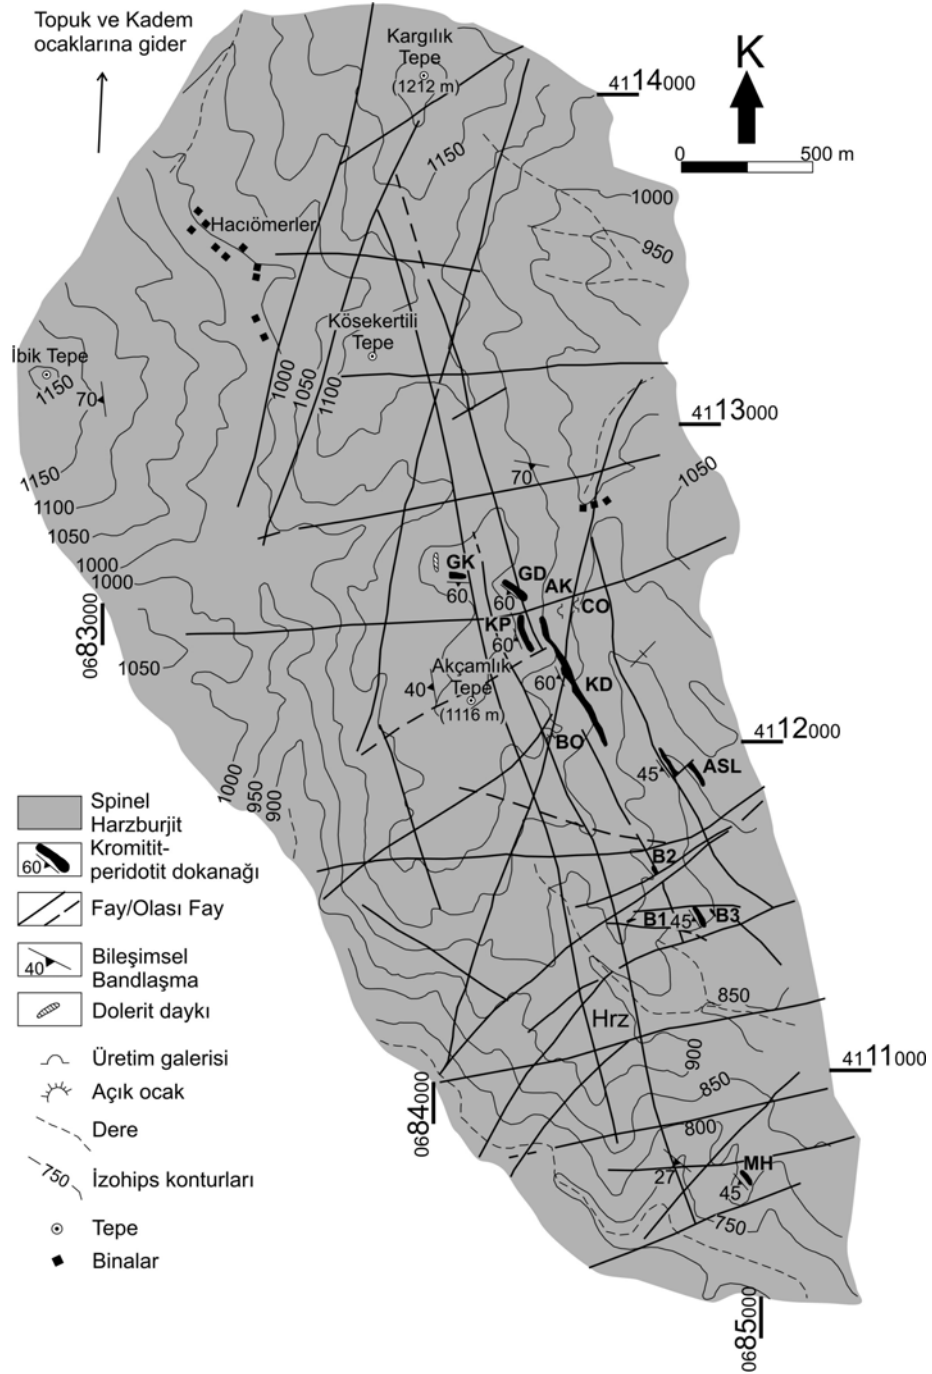 Topuk ve Kadem
ocaklarına gider
Kargılık
Tepe
(1212 m)
K
4114000
0 500 m
1150
1000
950
Hacıömerler
Kösekertili
Tepe
İbik Tepe
1150
70
1000
1050
1100
4113000
70
1050
1150
1100
1050
1000
1000
GK
60
GD
60
AK
CO
0683000
KP
60
1050
Akçamlık
Tepe
(1116 m)
40
60
KD
BO
4112000
45
ASL
1000
950
900
B2
B1
45
B3
850
Hrz
900
4111000
850
0684000
800
27
MH
45
750
0685000
Spinel
Harzburjit
60
Kromitit-
peridotit dokanağı
Fay/Olası Fay
40
Bileşimsel
Bandlaşma
Dolerit daykı
Üretim galerisi
Açık ocak
Dere
750
İzohips konturları
Tepe
Binalar